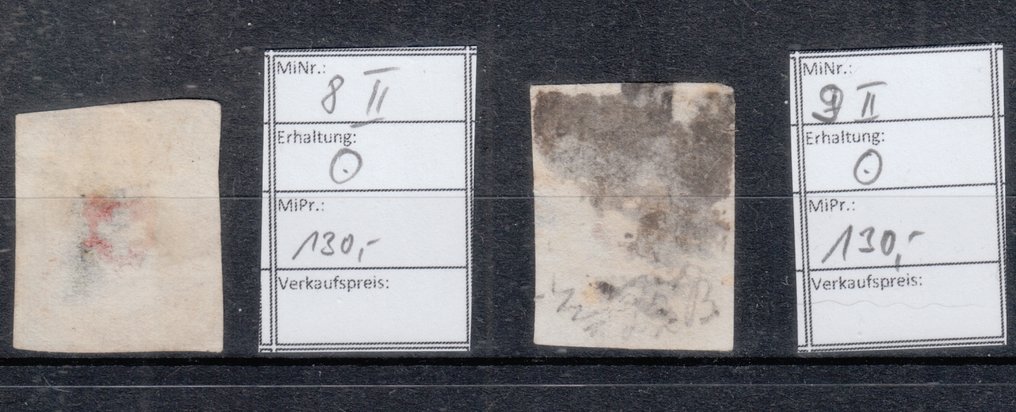 MiNr.:
8 II
Erhaltung:
ʘ
MiPr.:
130,-
Verkaufspreis:
MiNr.:
9 II
Erhaltung:
ʘ
MiPr.:
130,-
Verkaufspreis: